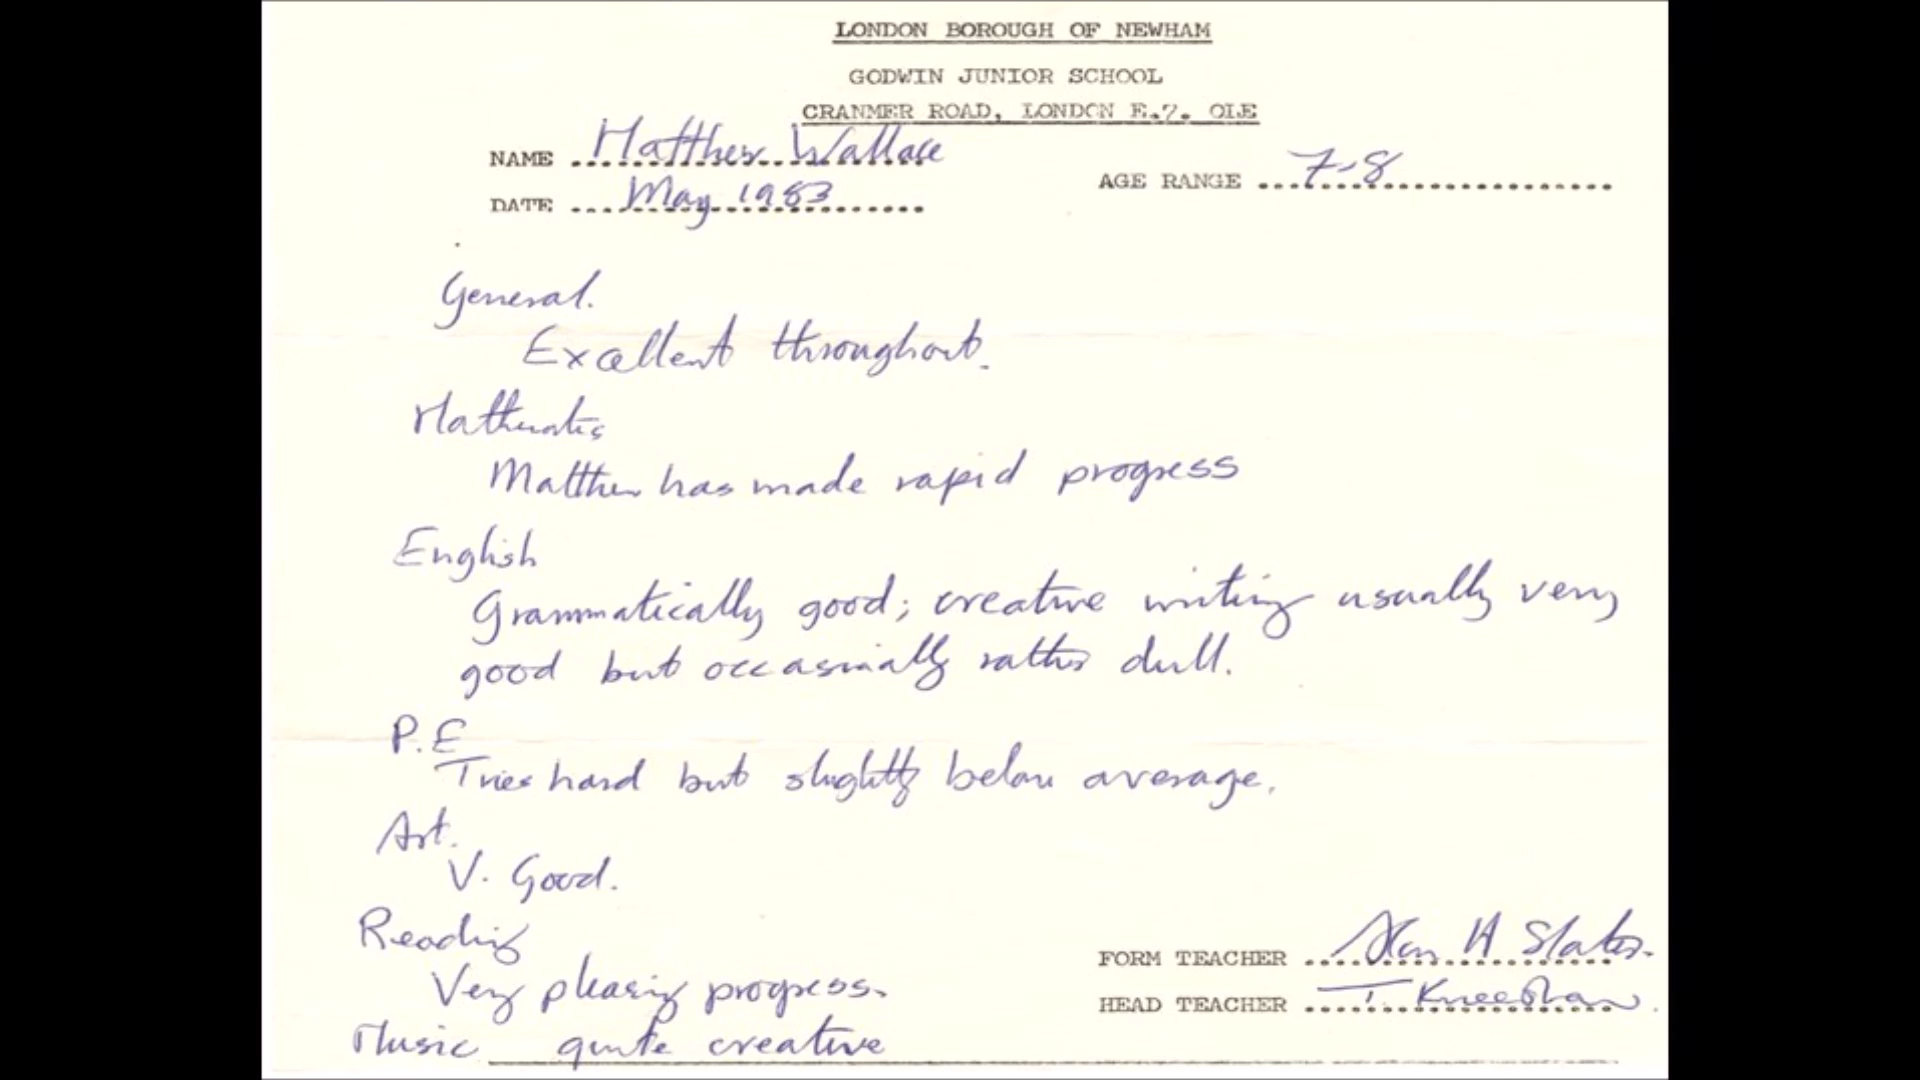 LONDON BOROUGH OF NEWHAM
GODWIN JUNIOR SCHOOL
CRANMER ROAD, LONDON E.7. OLE
NAME Matthew Wallace
AGE RANGE 7-8
DATE May 1983
General.
Excellent throughout.
Mathematics
Matthew has made rapid progress
English
Grammatically good; creative writing usually very
good but occasionally rather dull.
P.E
Tries hard but slightly below average.
Art.
V. Good.
Reading
Very pleasing progress.
Music quite creative
FORM TEACHER Alan H Slater.
HEAD TEACHER T. Kneeshaw.